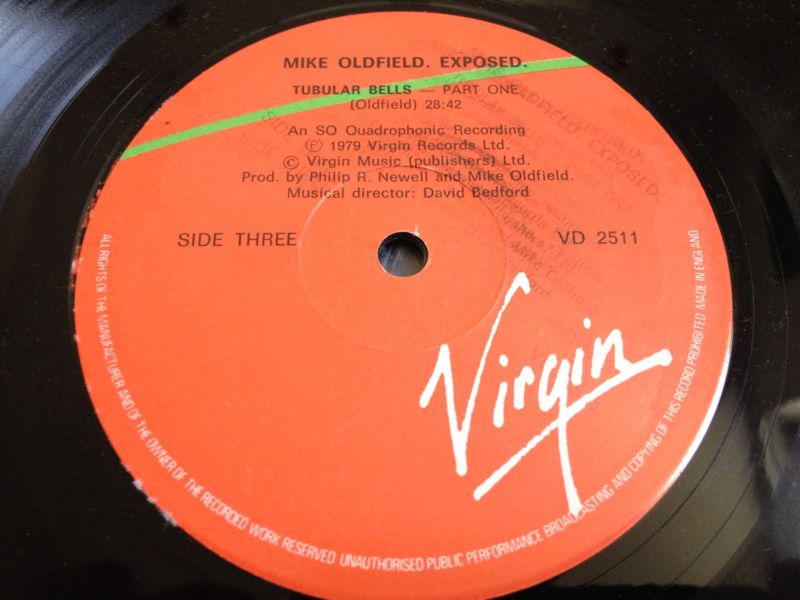 MIKE OLDFIELD. EXPOSED.
TUBULAR BELLS — PART ONE
(Oldfield) 28:42
An SQ Quadrophonic Recording
Ⓟ 1979 Virgin Records Ltd.
© Virgin Music (publishers) Ltd.
Prod. by Philip R. Newell and Mike Oldfield.
Musical director: David Bedford
SIDE THREE
VD 2511
Virgin
ALL RIGHTS OF THE MANUFACTURER AND OF THE OWNER OF THE RECORDED WORK RESERVED UNAUTHORISED PUBLIC PERFORMANCE BROADCASTING AND COPYING OF THIS RECORD PROHIBITED MADE IN ENGLAND